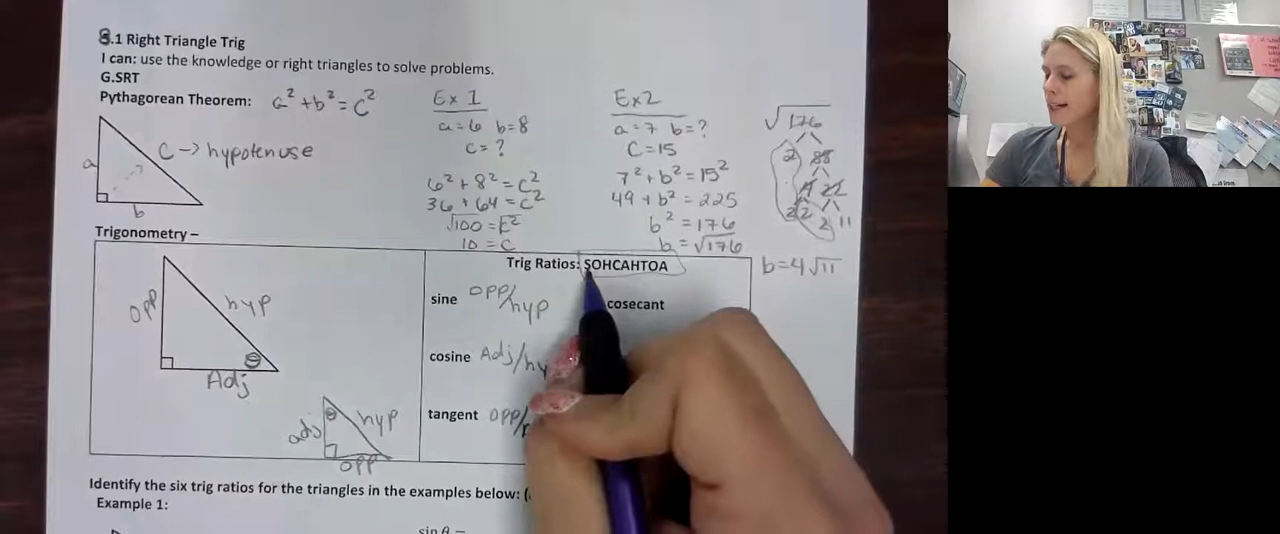 8.1 Right Triangle Trig
I can: use the knowledge or right triangles to solve problems.
G.SRT
Pythagorean Theorem: a² + b² = c²
a
c → hypotenuse
b
Ex 1
a = 6 b = 8
c = ?
6² + 8² = c²
36 + 64 = c²
√100 = √c²
10 = c
Ex2
a = 7 b = ?
c = 15
7² + b² = 15²
49 + b² = 225
b² = 176
b = √176
√176
2 88
4 22
2 2 2 11
b = 4√11
Trigonometry –
opp
hyp
θ
Adj
θ
adj
hyp
opp
Trig Ratios: SOHCAHTOA
sine opp/hyp
cosecant
cosine Adj/hy
tangent opp/
Identify the six trig ratios for the triangles in the examples below: (
Example 1:
sin θ =